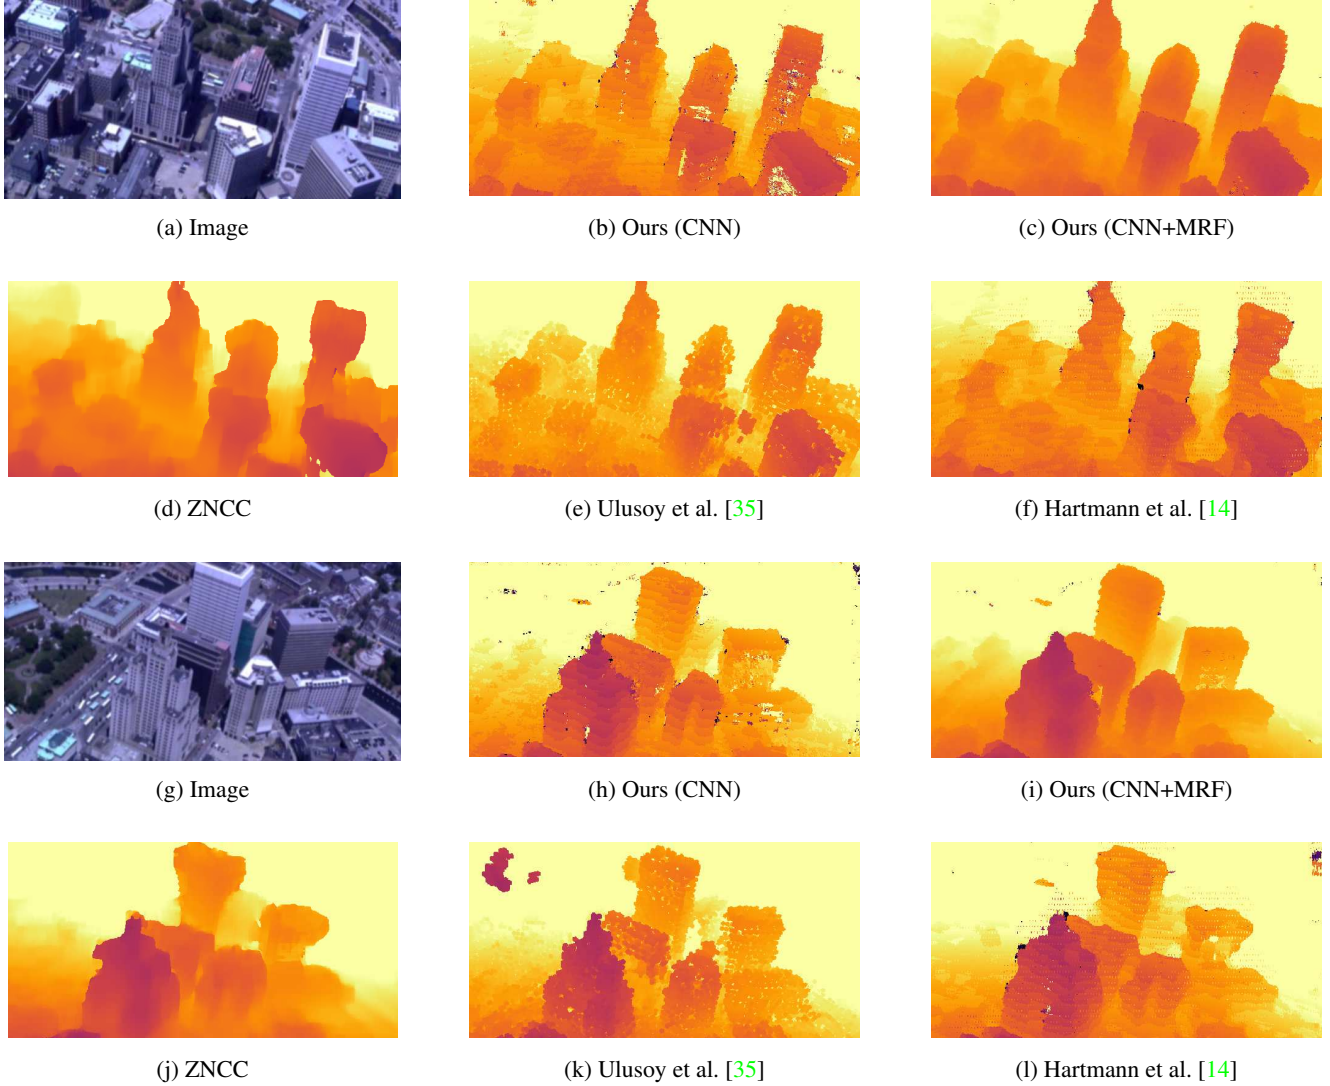 (a) Image
(b) Ours (CNN)
(c) Ours (CNN+MRF)
(d) ZNCC
(e) Ulusoy et al. [35]
(f) Hartmann et al. [14]
(g) Image
(h) Ours (CNN)
(i) Ours (CNN+MRF)
(j) ZNCC
(k) Ulusoy et al. [35]
(l) Hartmann et al. [14]